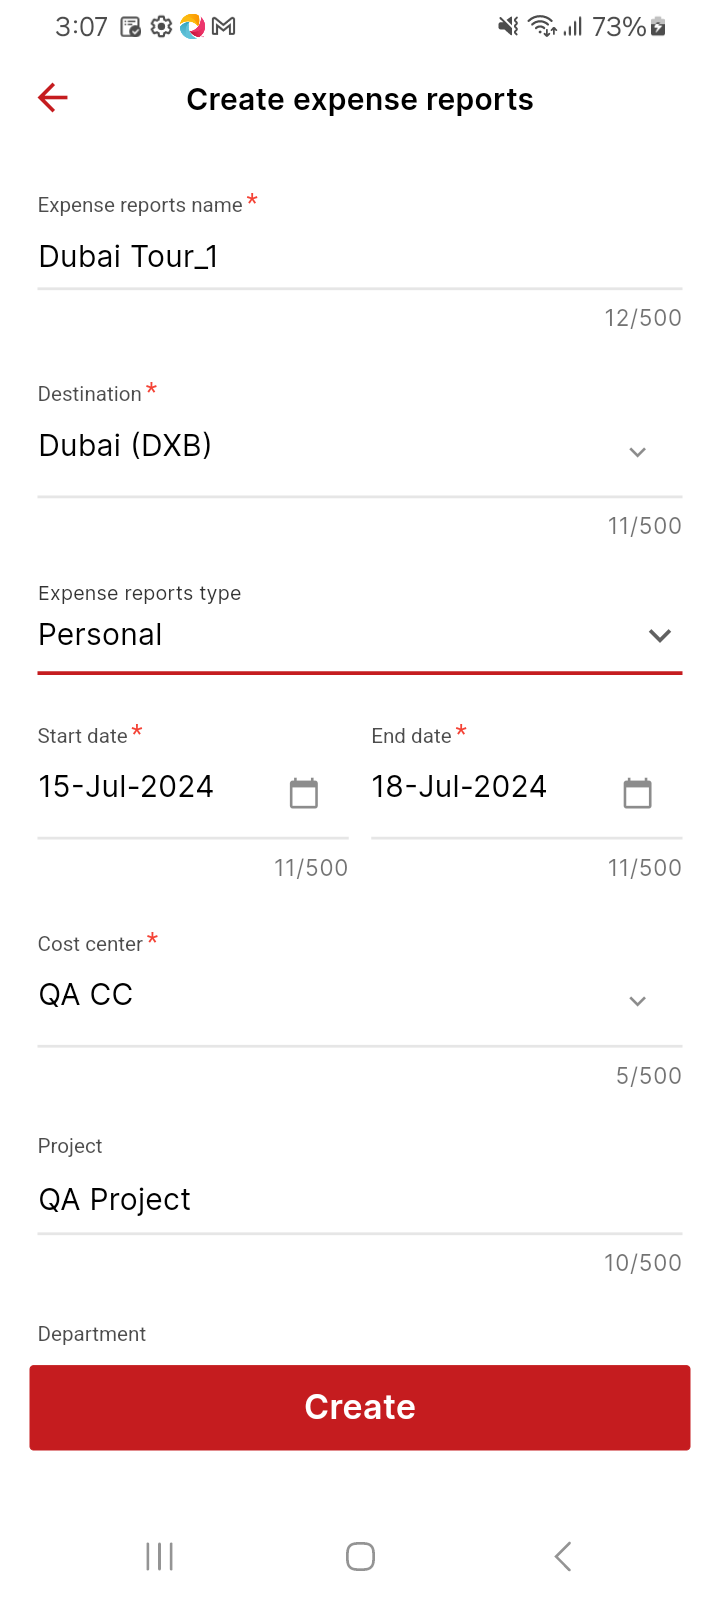 3:07 73%
Create expense reports
Expense reports name *
Dubai Tour_1
12/500
Destination *
Dubai (DXB)
11/500
Expense reports type
Personal
Start date * End date *
15-Jul-2024 18-Jul-2024
11/500 11/500
Cost center *
QA CC
5/500
Project
QA Project
10/500
Department
Create